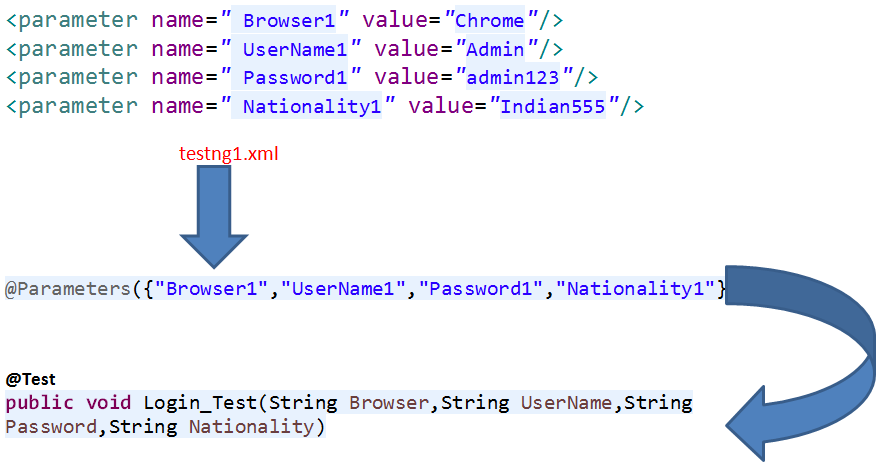 <parameter name=" Browser1" value="Chrome"/>
<parameter name=" UserName1" value="Admin"/>
<parameter name=" Password1" value="admin123"/>
<parameter name=" Nationality1" value="Indian555"/>
testng1.xml
@Parameters({"Browser1","UserName1","Password1","Nationality1"}
@Test
public void Login_Test(String Browser,String UserName,String
Password,String Nationality)